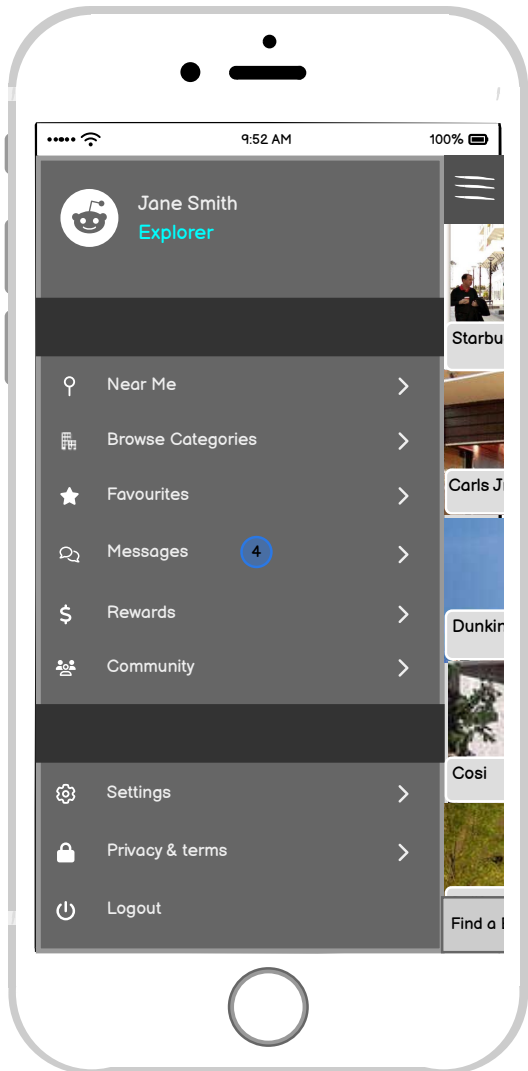 9:52 AM
100%
Jane Smith
Explorer
Starbu
Near Me
Browse Categories
Favourites
Carls J
Messages
4
Rewards
Dunkin
Community
Cosi
Settings
Privacy & terms
Logout
Find a